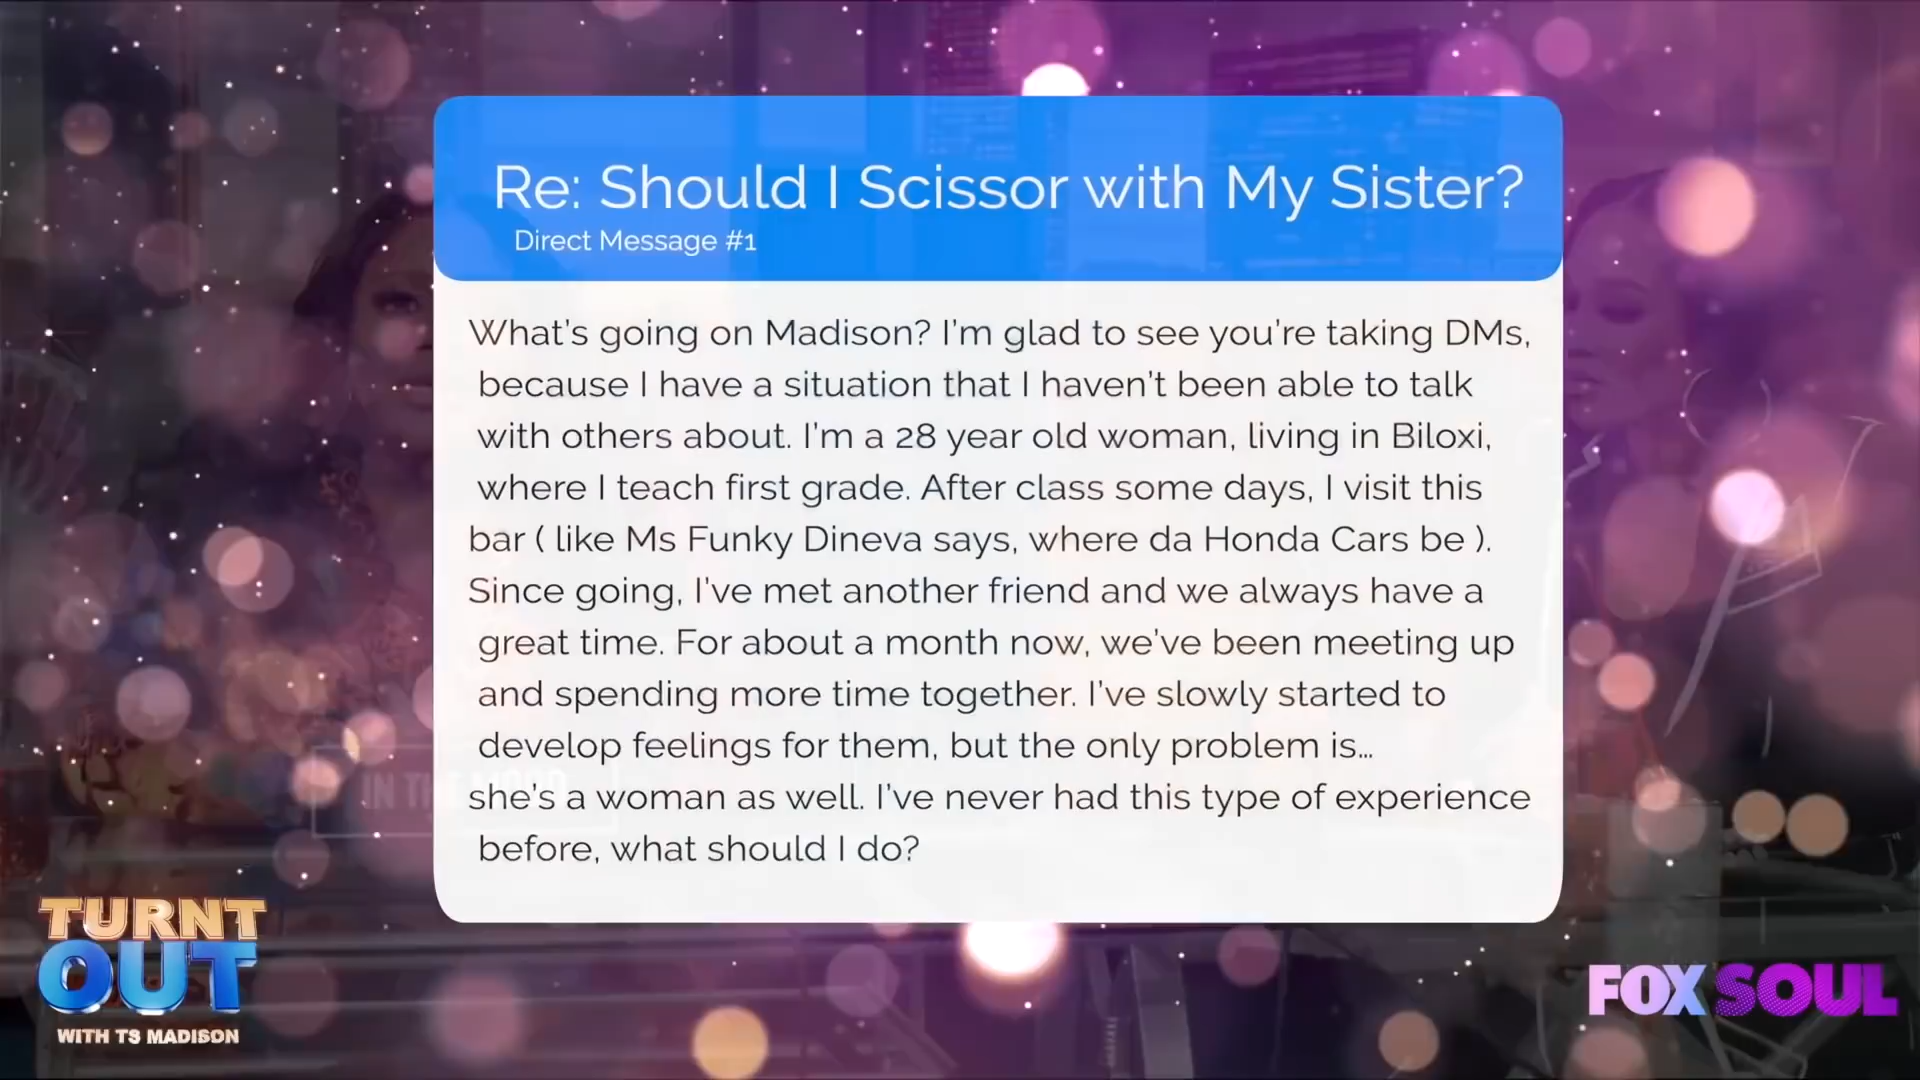 Re: Should I Scissor with My Sister?
Direct Message #1
What's going on Madison? I'm glad to see you're taking DMs,
because I have a situation that I haven't been able to talk
with others about. I'm a 28 year old woman, living in Biloxi,
where I teach first grade. After class some days, I visit this
bar ( like Ms Funky Dineva says, where da Honda Cars be ).
Since going, I've met another friend and we always have a
great time. For about a month now, we've been meeting up
and spending more time together. I've slowly started to
develop feelings for them, but the only problem is...
she's a woman as well. I've never had this type of experience
before, what should I do?
IN THE
TURNT
OUT
WITH TS MADISON
FOX SOUL